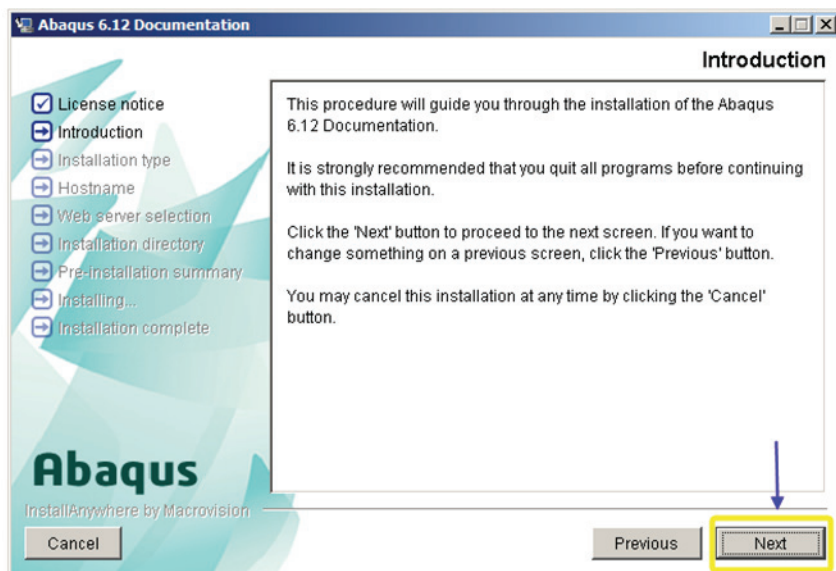 Abaqus 6.12 Documentation
Introduction
License notice
Introduction
Installation type
Hostname
Web server selection
Installation directory
Pre-installation summary
Installing...
Installation complete
This procedure will guide you through the installation of the Abaqus
6.12 Documentation.
It is strongly recommended that you quit all programs before continuing
with this installation.
Click the 'Next' button to proceed to the next screen. If you want to
change something on a previous screen, click the 'Previous' button.
You may cancel this installation at any time by clicking the 'Cancel'
button.
Abaqus
InstallAnywhere by Macrovision
Cancel
Previous
Next